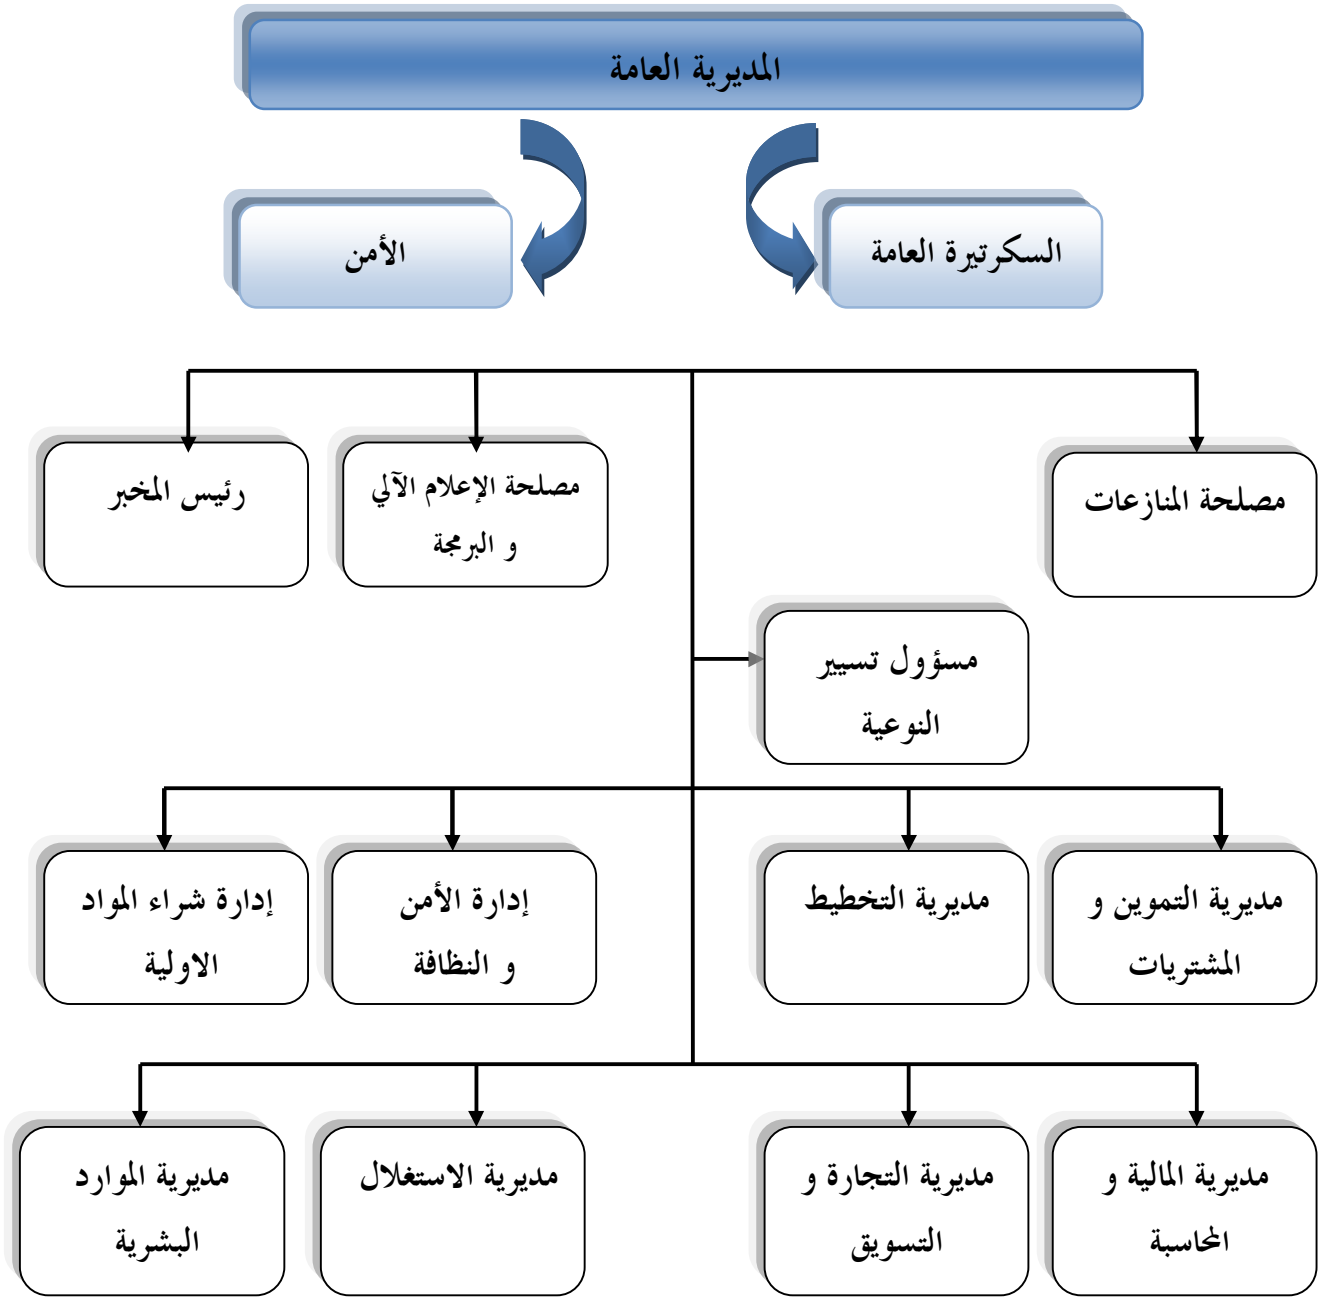 المديرية العامة
السكرتيرة العامة
الأمن
مصلحة المنازعات
مصلحة الإعلام الآلي
و البرمجة
رئيس المخبر
مسؤول تسيير
النوعية
مديرية التموين و
المشتريات
مديرية التخطيط
إدارة الأمن
و النظافة
إدارة شراء المواد
الاولية
مديرية المالية و
المحاسبة
مديرية التجارة و
التسويق
مديرية الاستغلال
مديرية الموارد
البشرية